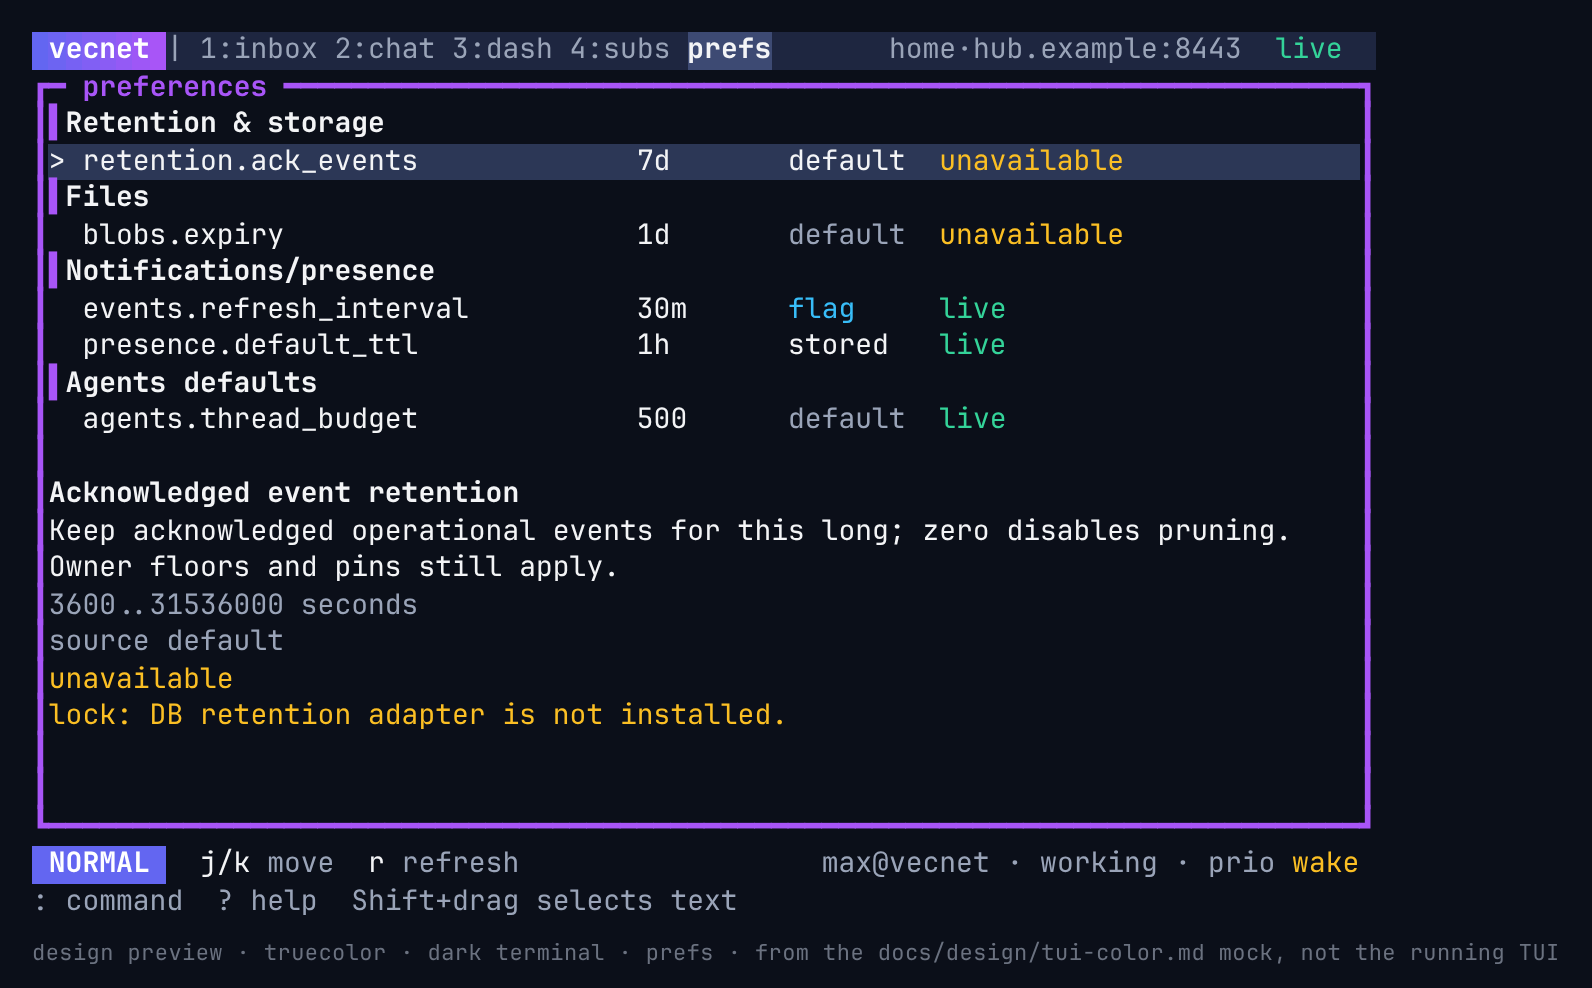 vecnet | 1:inbox 2:chat 3:dash 4:subs prefs home·hub.example:8443 live
preferences
Retention & storage
> retention.ack_events 7d default unavailable
Files
blobs.expiry 1d default unavailable
Notifications/presence
events.refresh_interval 30m flag live
presence.default_ttl 1h stored live
Agents defaults
agents.thread_budget 500 default live
Acknowledged event retention
Keep acknowledged operational events for this long; zero disables pruning.
Owner floors and pins still apply.
3600..31536000 seconds
source default
unavailable
lock: DB retention adapter is not installed.
NORMAL j/k move r refresh max@vecnet · working · prio wake
: command ? help Shift+drag selects text
design preview · truecolor · dark terminal · prefs · from the docs/design/tui-color.md mock, not the running TUI